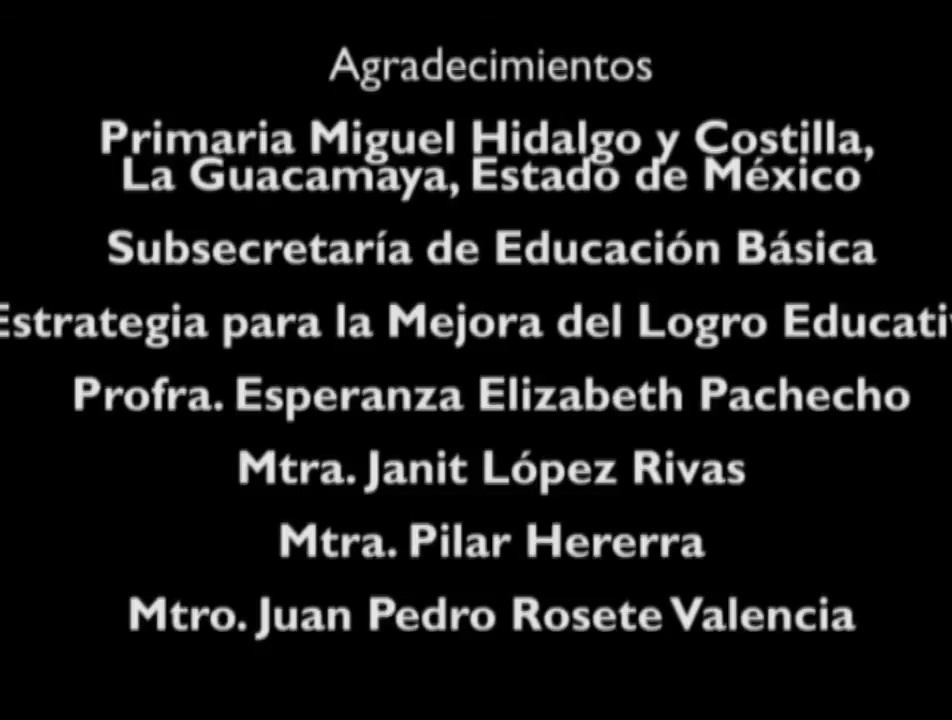 Agradecimientos
Primaria Miguel Hidalgo y Costilla,
La Guacamaya, Estado de México
Subsecretaría de Educación Básica
Estrategia para la Mejora del Logro Educati
Profra. Esperanza Elizabeth Pachecho
Mtra. Janit López Rivas
Mtra. Pilar Hererra
Mtro. Juan Pedro Rosete Valencia